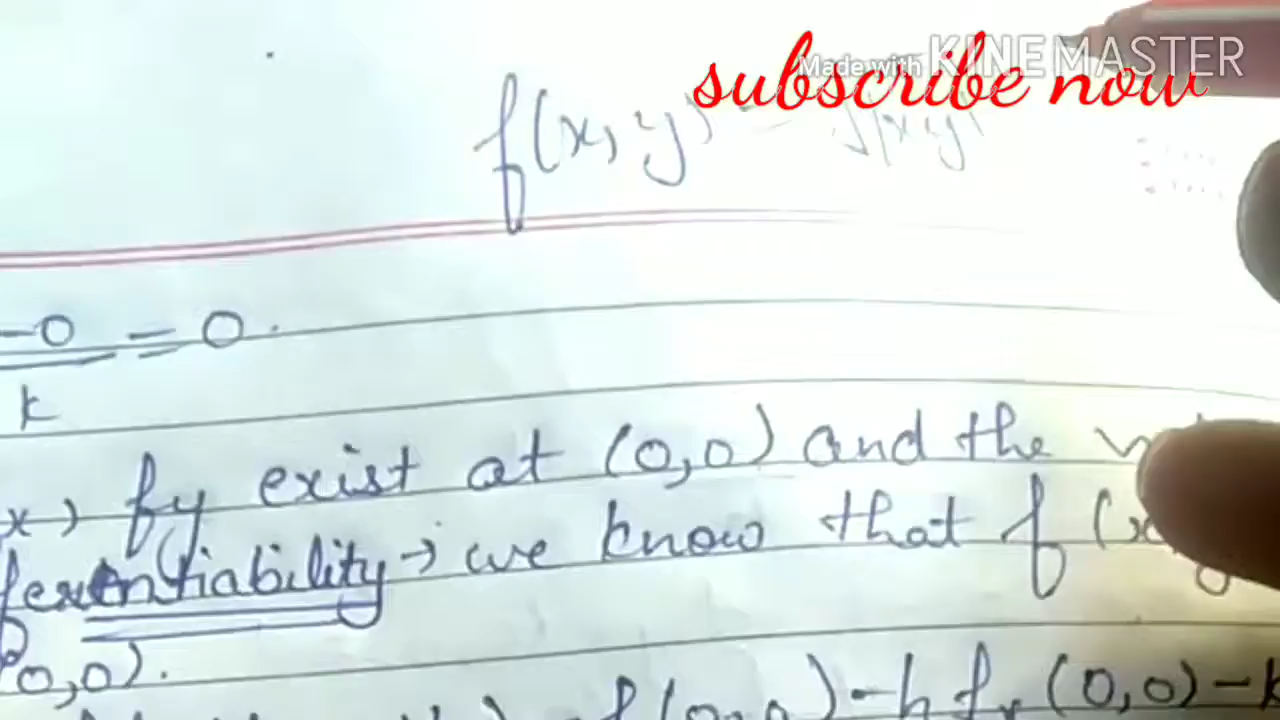 subscribe now
Made with KINEMASTER
f(x, y) = √|xy|
-0 = 0.
k
x) fy exist at (0,0) and the
ferentiability → we know that f (x,
(0,0).
f(0,0) - h fx (0,0) - k